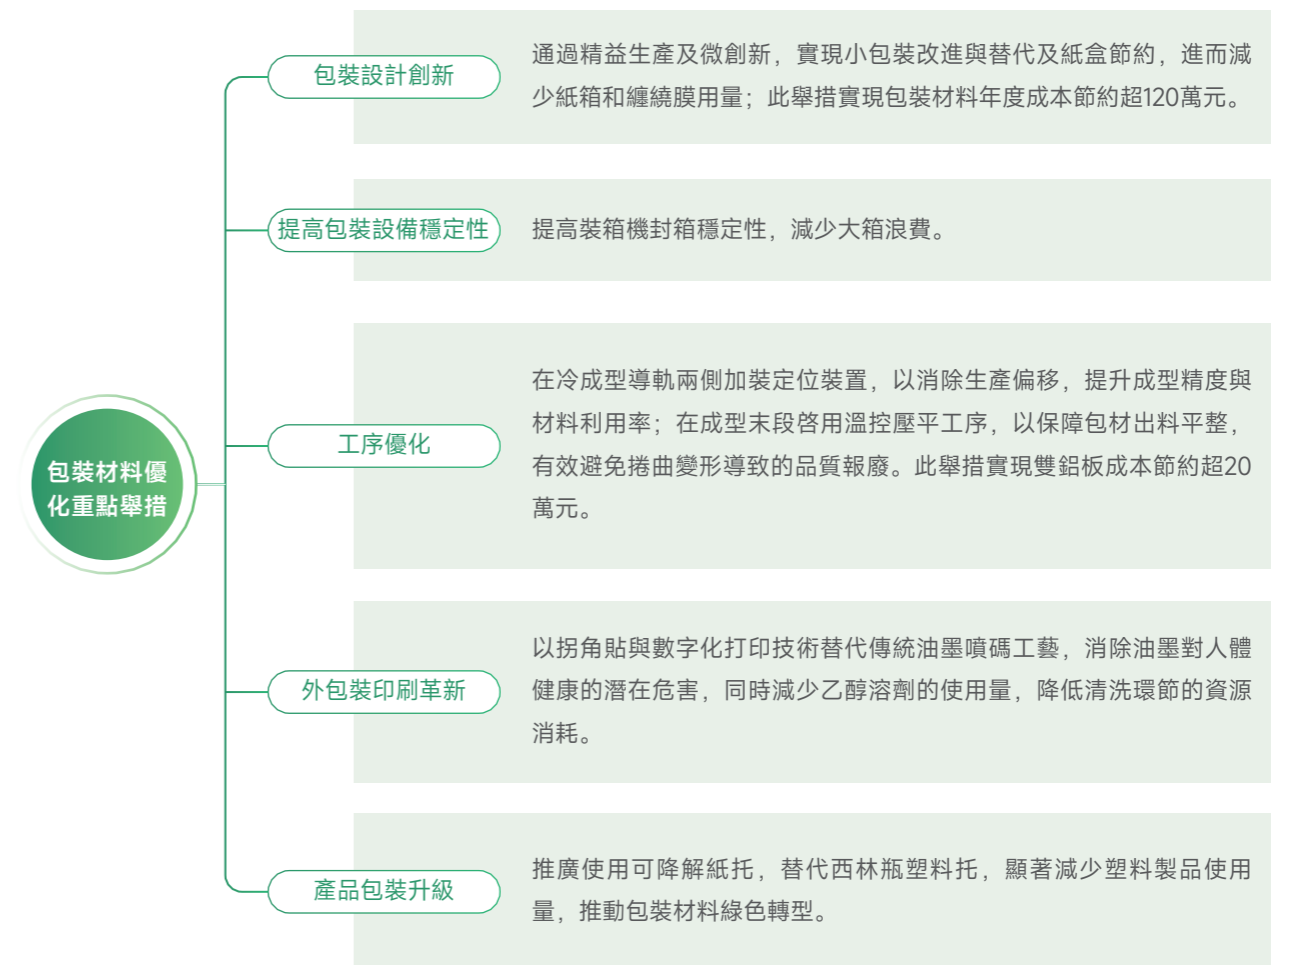 包裝設計創新
通過精益生產及微創新，實現小包裝改進與替代及紙盒節約，進而減
少紙箱和纏繞膜用量；此舉措實現包裝材料年度成本節約超120萬元。
提高包裝設備穩定性
提高裝箱機封箱穩定性，減少大箱浪費。
包裝材料優
化重點舉措
工序優化
在冷成型導軌兩側加裝定位裝置，以消除生產偏移，提升成型精度與
材料利用率；在成型末段啓用溫控壓平工序，以保障包材出料平整，
有效避免捲曲變形導致的品質報廢。此舉措實現雙鋁板成本節約超20
萬元。
外包裝印刷革新
以拐角貼與數字化打印技術替代傳統油墨噴碼工藝，消除油墨對人體
健康的潛在危害，同時減少乙醇溶劑的使用量，降低清洗環節的資源
消耗。
產品包裝升級
推廣使用可降解紙托，替代西林瓶塑料托，顯著減少塑料製品使用
量，推動包裝材料綠色轉型。